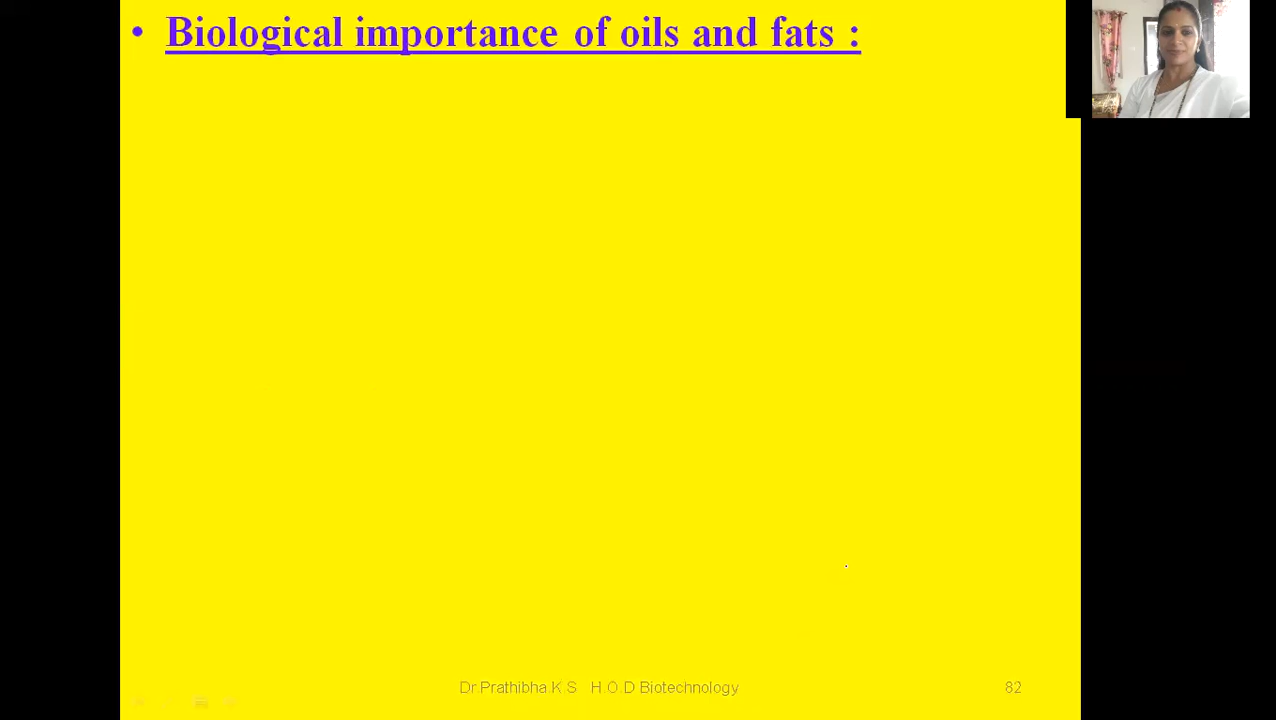 • Biological importance of oils and fats :
Dr.Prathibha.K.S H.O.D Biotechnology
82